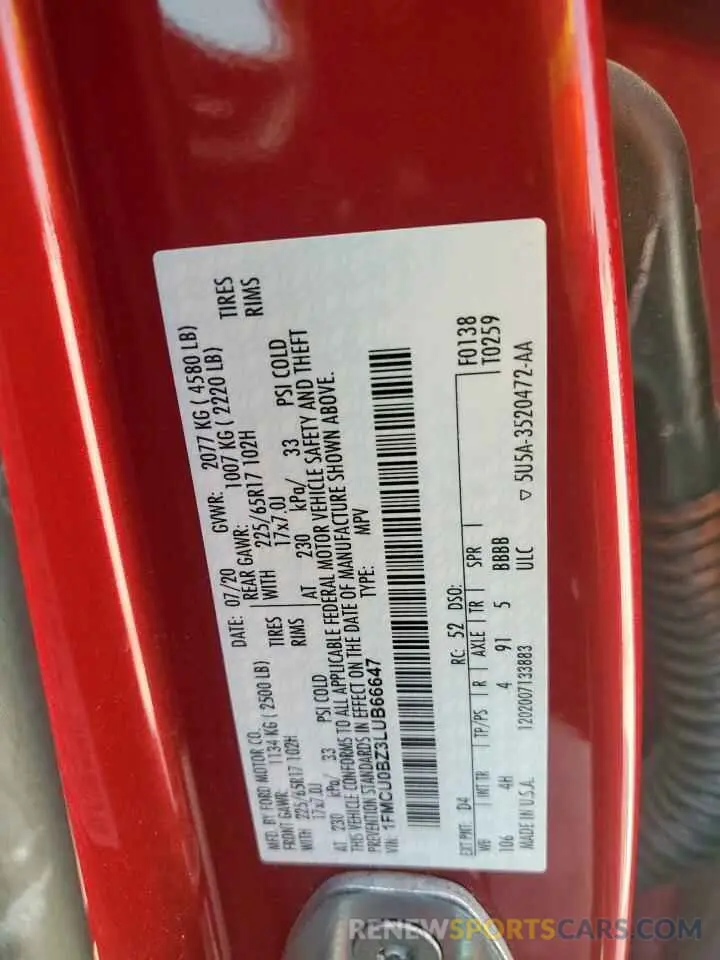 MFD. BY FORD MOTOR CO. DATE: 07/20 GVWR: 2077 KG ( 4580 LB)
FRONT GAWR: 1134 KG ( 2500 LB) REAR GAWR: 1007 KG ( 2220 LB)
WITH 225/65R17 102H TIRES WITH 225/65R17 102H TIRES
17x7.0J RIMS 17x7.0J RIMS
AT 230 kPa/ 33 PSI COLD AT 230 kPa/ 33 PSI COLD
THIS VEHICLE CONFORMS TO ALL APPLICABLE FEDERAL MOTOR VEHICLE SAFETY AND THEFT
PREVENTION STANDARDS IN EFFECT ON THE DATE OF MANUFACTURE SHOWN ABOVE.
VIN: 1FMCU0BZ3LUB66647 TYPE: MPV
EXT PNT: D4 RC: 52 DSO: F0138
WB INT TR TP/PS R AXLE TR SPR T0259
106 4H 4 91 5 BBBB
MADE IN U.S.A. 1202007133883 ULC ▽ 5U5A-3520472-AA
RENEWSPORTSCARS.COM